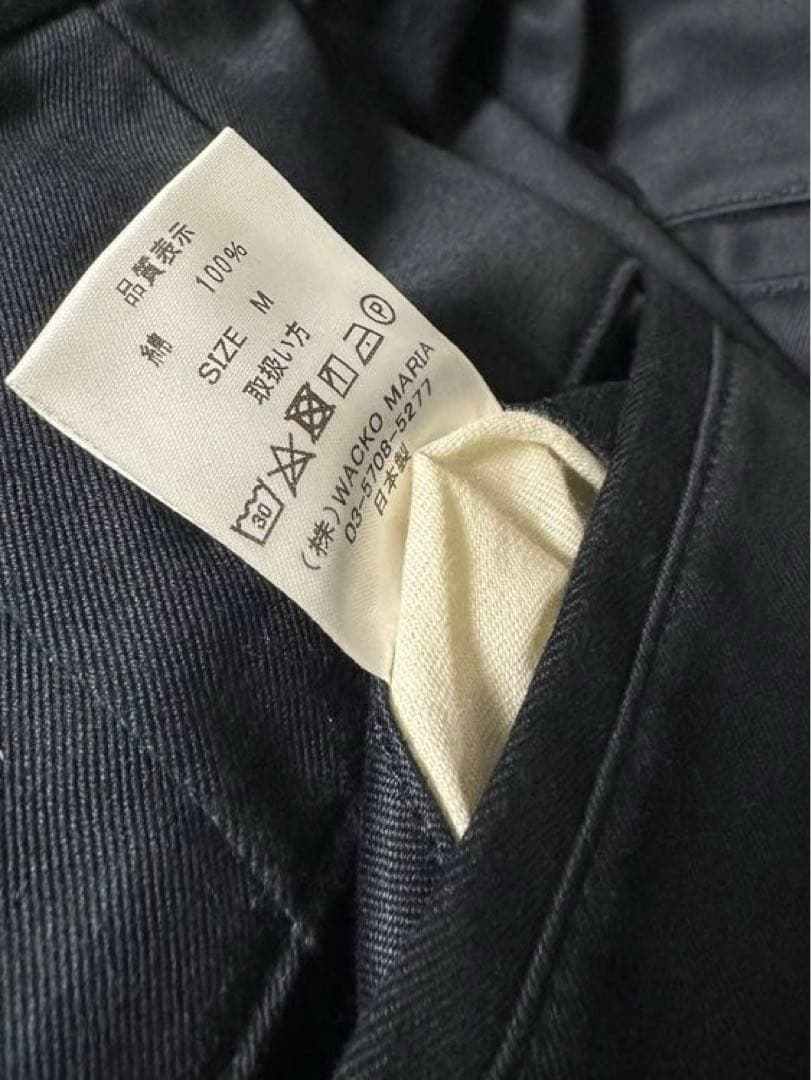 品質表示
綿 100%
SIZE M
取扱い方
30 P
(株)WACKO MARIA
03-5708-5277
日本製